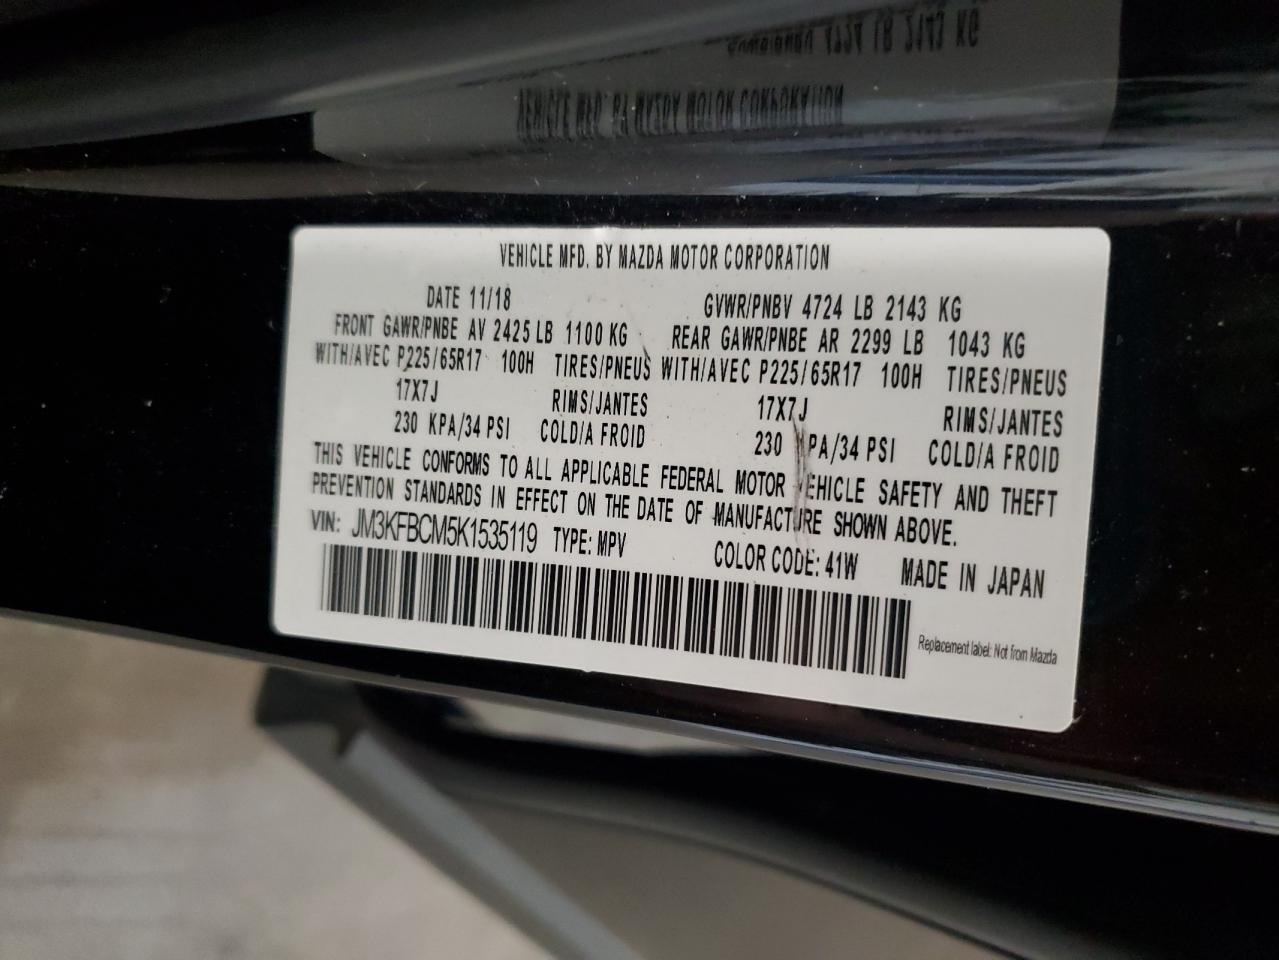 VEHICLE MFD. BY MAZDA MOTOR CORPORATION
DATE 11/18 GVWR/PNBV 4724 LB 2143 KG
FRONT GAWR/PNBE AV 2425 LB 1100 KG REAR GAWR/PNBE AR 2299 LB 1043 KG
WITH/AVEC P225/65R17 100H TIRES/PNEUS WITH/AVEC P225/65R17 100H TIRES/PNEUS
17X7J RIMS/JANTES 17X7J RIMS/JANTES
230 KPA/34 PSI COLD/A FROID 230 KPA/34 PSI COLD/A FROID
THIS VEHICLE CONFORMS TO ALL APPLICABLE FEDERAL MOTOR VEHICLE SAFETY AND THEFT
PREVENTION STANDARDS IN EFFECT ON THE DATE OF MANUFACTURE SHOWN ABOVE.
VIN: JM3KFBCM5K1535119 TYPE: MPV COLOR CODE: 41W MADE IN JAPAN
Replacement label: Not from Mazda